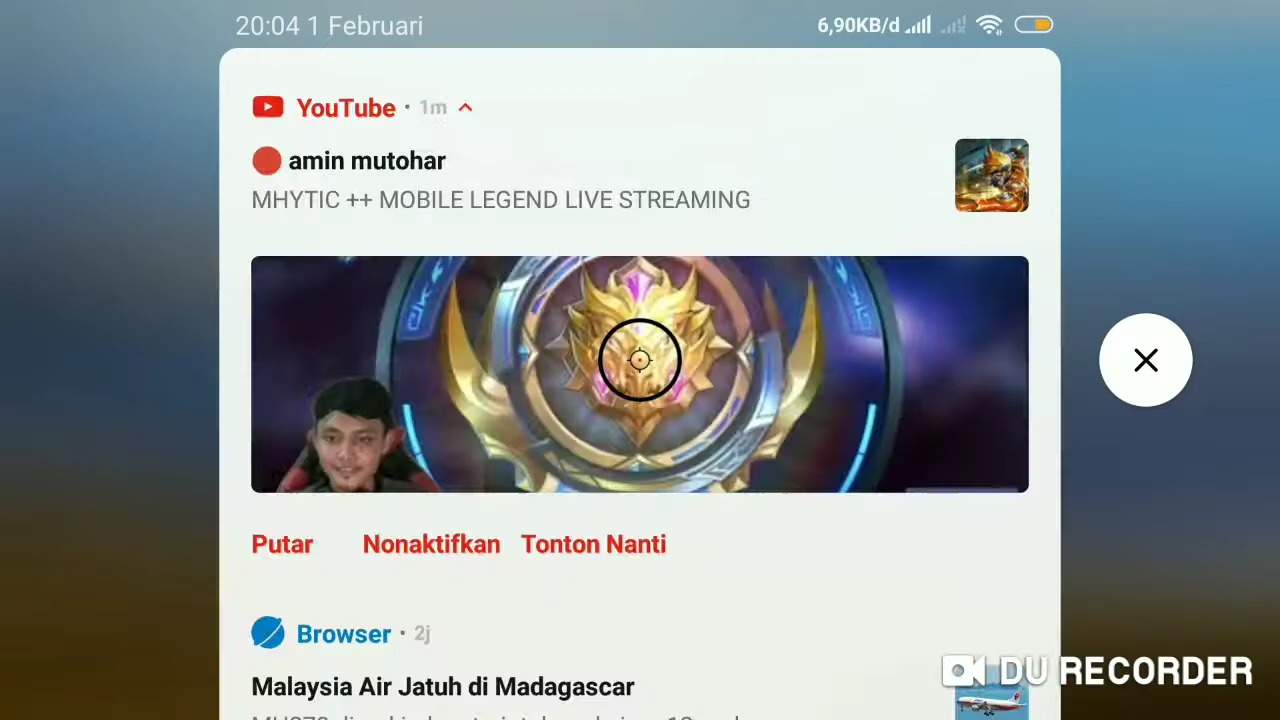 20:04 1 Februari
6,90KB/d
YouTube • 1m
amin mutohar
MHYTIC ++ MOBILE LEGEND LIVE STREAMING
Putar Nonaktifkan Tonton Nanti
Browser • 2j
Malaysia Air Jatuh di Madagascar
DU RECORDER